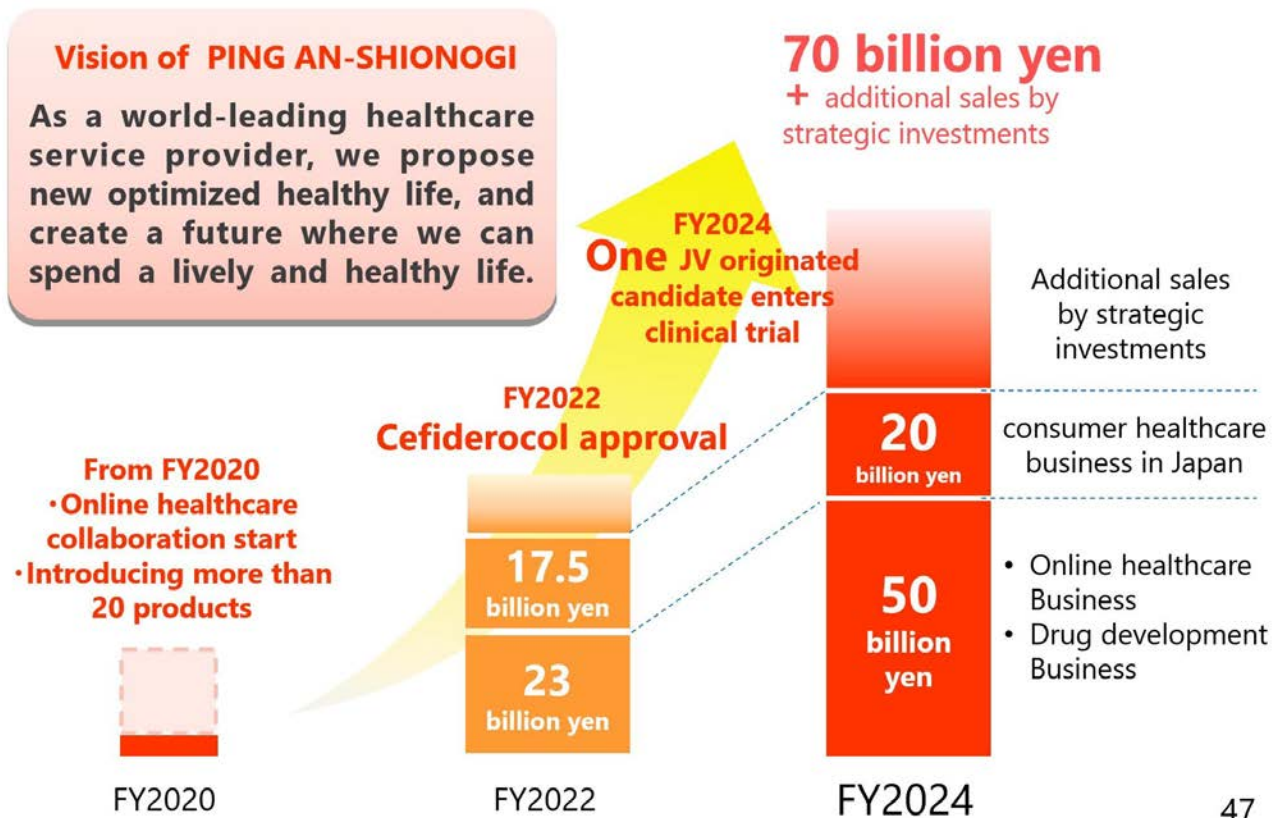 Vision of PING AN-SHIONOGI
As a world-leading healthcare
service provider, we propose
new optimized healthy life, and
create a future where we can
spend a lively and healthy life.
70 billion yen
+ additional sales by
strategic investments
FY2024
One JV originated
candidate enters
clinical trial
Additional sales
by strategic
investments
FY2022
Cefiderocol approval
20
billion yen
consumer healthcare
business in Japan
From FY2020
・Online healthcare
collaboration start
・Introducing more than
20 products
17.5
billion yen
23
billion yen
50
billion
yen
• Online healthcare
Business
• Drug development
Business
FY2020
FY2022
FY2024
47